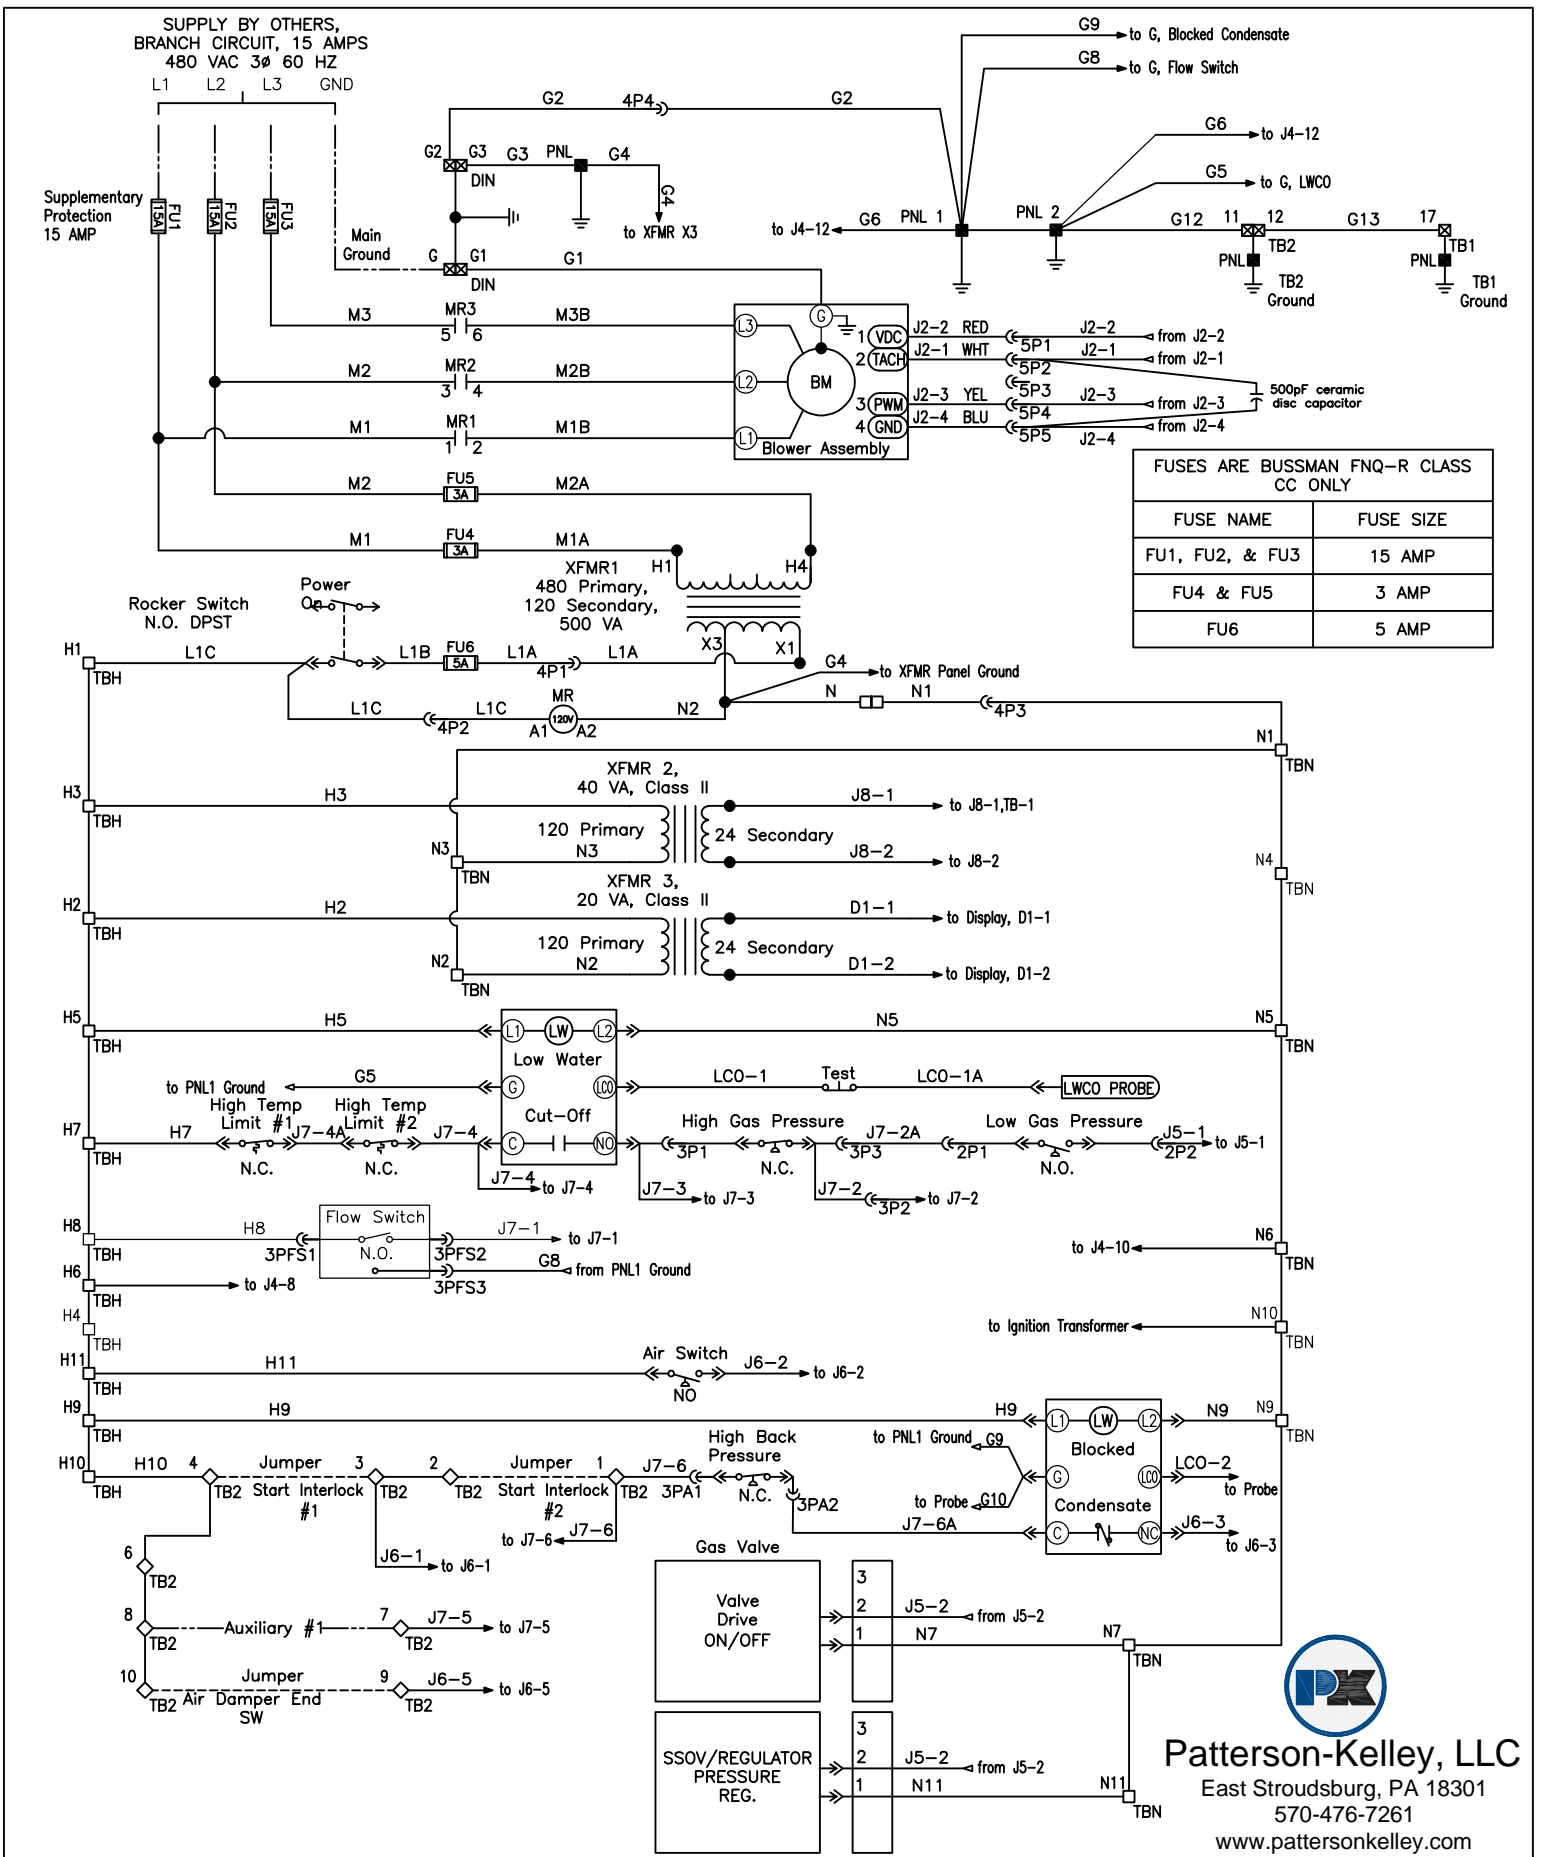 SUPPLY BY OTHERS,
BRANCH CIRCUIT, 15 AMPS
480 VAC 3ø 60 HZ
L1 L2 L3 GND
G9 to G, Blocked Condensate
G8 to G, Flow Switch
G2 4P4 G2
G6 to J4-12
G2 G3 G3 PNL G4
DIN
G4
to XFMR X3
G5 to G, LWCO
Supplementary
Protection
15 AMP
15A FU1
15A FU2
15A FU3
Main
Ground
G G1 G1
DIN
to J4-12 G6 PNL 1 PNL 2 G12 11 12 G13 17
TB2 TB1
PNL PNL
TB2
Ground
TB1
Ground
M3 MR3 M3B
5 6
M2 MR2 M2B
3 4
M1 MR1 M1B
1 2
L3 G
L2 BM
L1
Blower Assembly
1 VDC J2-2 RED 5P1 J2-2 from J2-2
2 TACH J2-1 WHT 5P2 J2-1 from J2-1
5P3
3 PWM J2-3 YEL 5P4 J2-3 from J2-3
4 GND J2-4 BLU 5P5 J2-4 from J2-4
500pF ceramic
disc capacitor
M2 FU5 M2A
3A
M1 FU4 M1A
3A
FUSES ARE BUSSMAN FNQ-R CLASS
CC ONLY
FUSE NAME FUSE SIZE
FU1, FU2, & FU3 15 AMP
FU4 & FU5 3 AMP
FU6 5 AMP
H1 H4
XFMR1
480 Primary,
120 Secondary,
500 VA
X3 X1
Power
On
Rocker Switch
N.O. DPST
H1 L1C L1B FU6 L1A 4P1 L1A
TBH 5A
G4 to XFMR Panel Ground
L1C 4P2 L1C MR N2
A1 120V A2
N N1 4P3
N1
TBN
XFMR 2,
40 VA, Class II
H3 H3 J8-1 to J8-1,TB-1
TBH
120 Primary 24 Secondary
N3 N3 J8-2 to J8-2
TBN
N4
TBN
XFMR 3,
20 VA, Class II
H2 H2 D1-1 to Display, D1-1
TBH
120 Primary 24 Secondary
N2 N2 D1-2 to Display, D1-2
TBN
H5 H5 L1 LW L2 N5 N5
TBH TBN
Low Water
to PNL1 Ground G5 G LCO LCO-1 Test LCO-1A LWCO PROBE
High Temp
Limit #1
High Temp
Limit #2
Cut-Off
High Gas Pressure
Low Gas Pressure
H7 H7 J7-4A J7-4 C NO 3P1 3P3 J7-2A 2P1 J5-1 2P2 to J5-1
TBH N.C. N.C. N.C. N.O.
J7-4 to J7-4
J7-3 to J7-3
J7-2 3P2 to J7-2
Flow Switch
H8 H8 3PFS1 N.O. 3PFS2 J7-1 to J7-1
TBH
3PFS3 G8 from PNL1 Ground
H6 to J4-8
TBH
to J4-10 N6
TBN
H4
TBH
to Ignition Transformer N10
TBN
Air Switch
H11 H11 NO J6-2 to J6-2
TBH
H9 H9 H9 L1 LW L2 N9 N9
TBH TBN
Blocked
to PNL1 Ground G9 G LCO LCO-2 to Probe
to Probe G10
Condensate
J7-6A C NC J6-3 to J6-3
H10 H10 4 Jumper 3 2 Jumper 1 J7-6 3PA1
TBH TB2 Start Interlock
#1 TB2 TB2 Start Interlock
#2 TB2
High Back
Pressure
N.C.
3PA2
to J7-6 J7-6
J6-1 to J6-1
6
TB2
8 Auxiliary #1 7 J7-5 to J7-5
TB2 TB2
10 Jumper 9 J6-5 to J6-5
TB2 Air Damper End
SW TB2
Gas Valve
Valve
Drive
ON/OFF
3
2 J5-2 from J5-2
1 N7 N7
TBN
SSOV/REGULATOR
PRESSURE
REG.
3
2 J5-2 from J5-2
1 N11 N11
TBN
PK
Patterson-Kelley, LLC
East Stroudsburg, PA 18301
570-476-7261
www.pattersonkelley.com